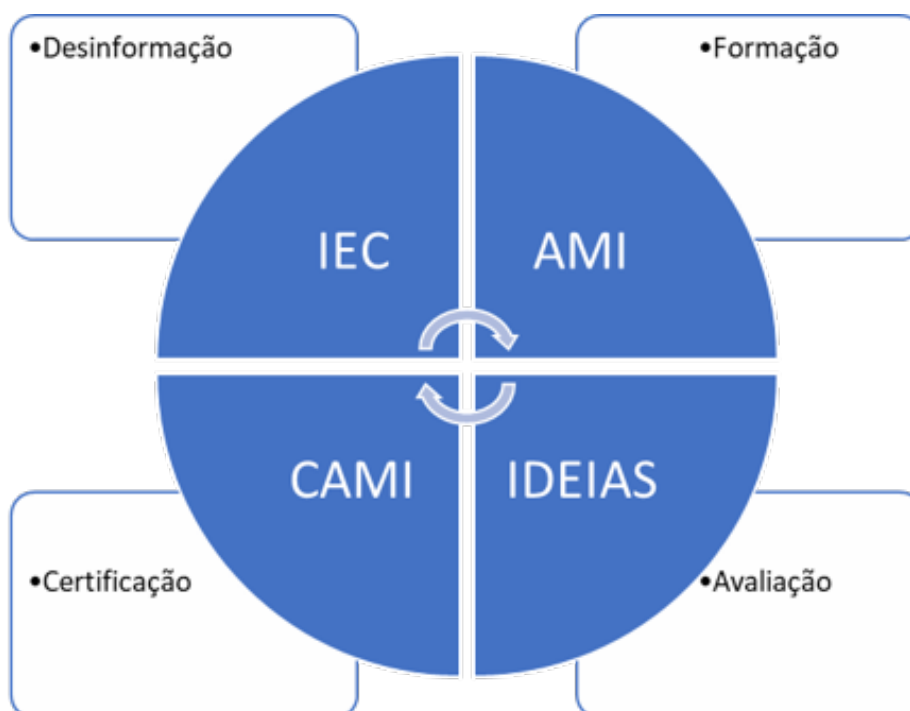 •Desinformação
•Formação
IEC
AMI
CAMI
IDEIAS
•Certificação
•Avaliação